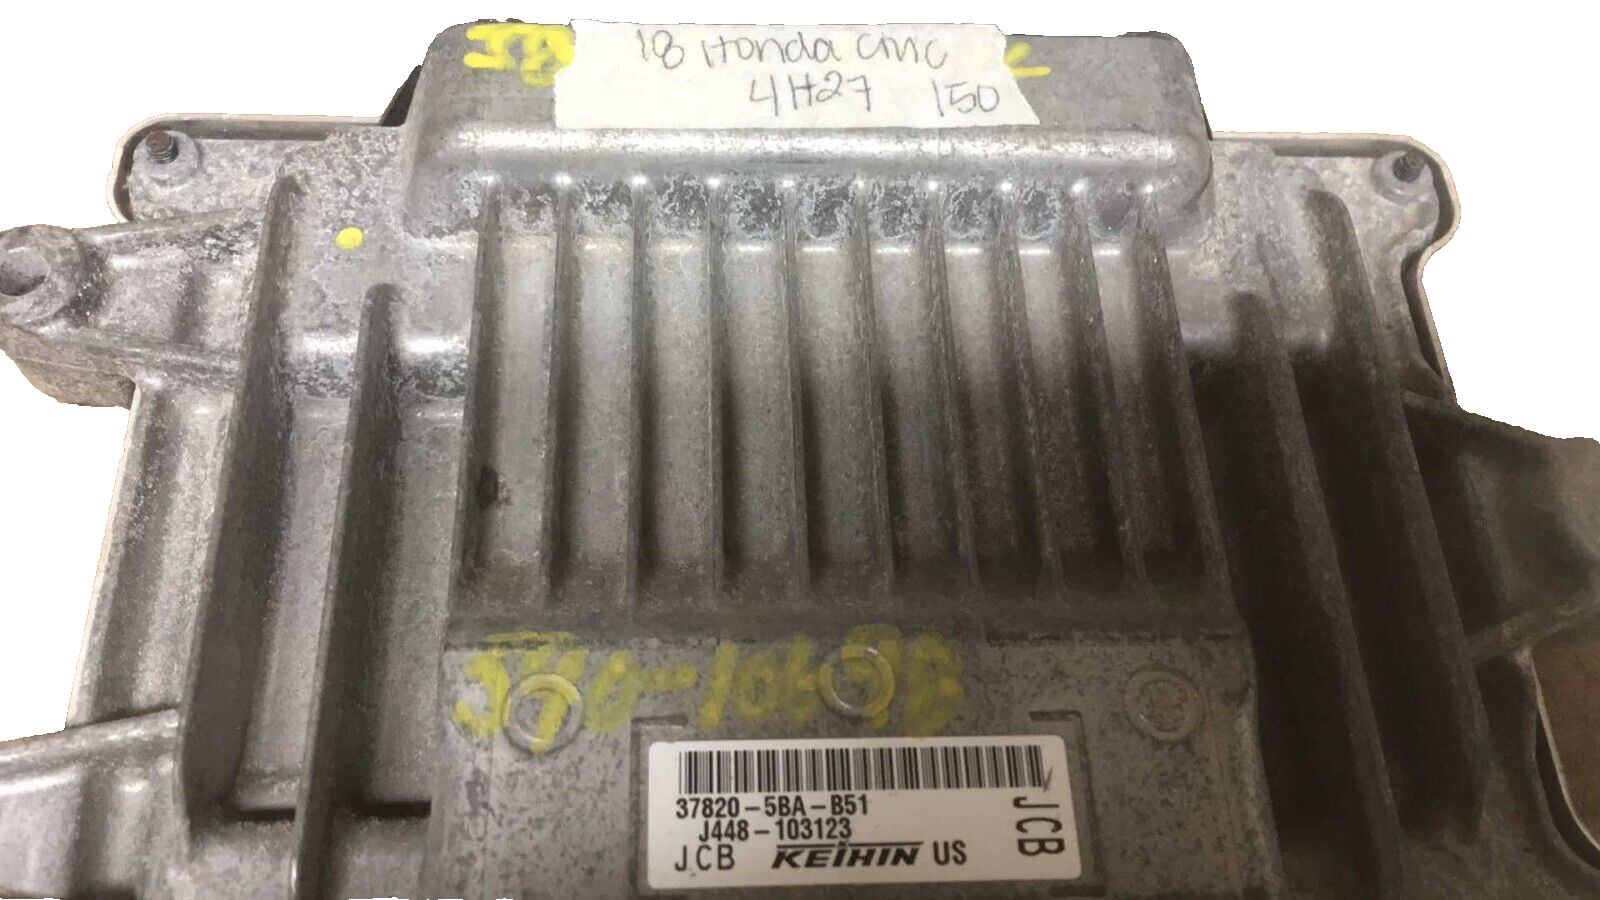 18 Honda Civic
4H27 150
37820-5BA-B51
J448-103123
JCB KEIHIN US
JCB